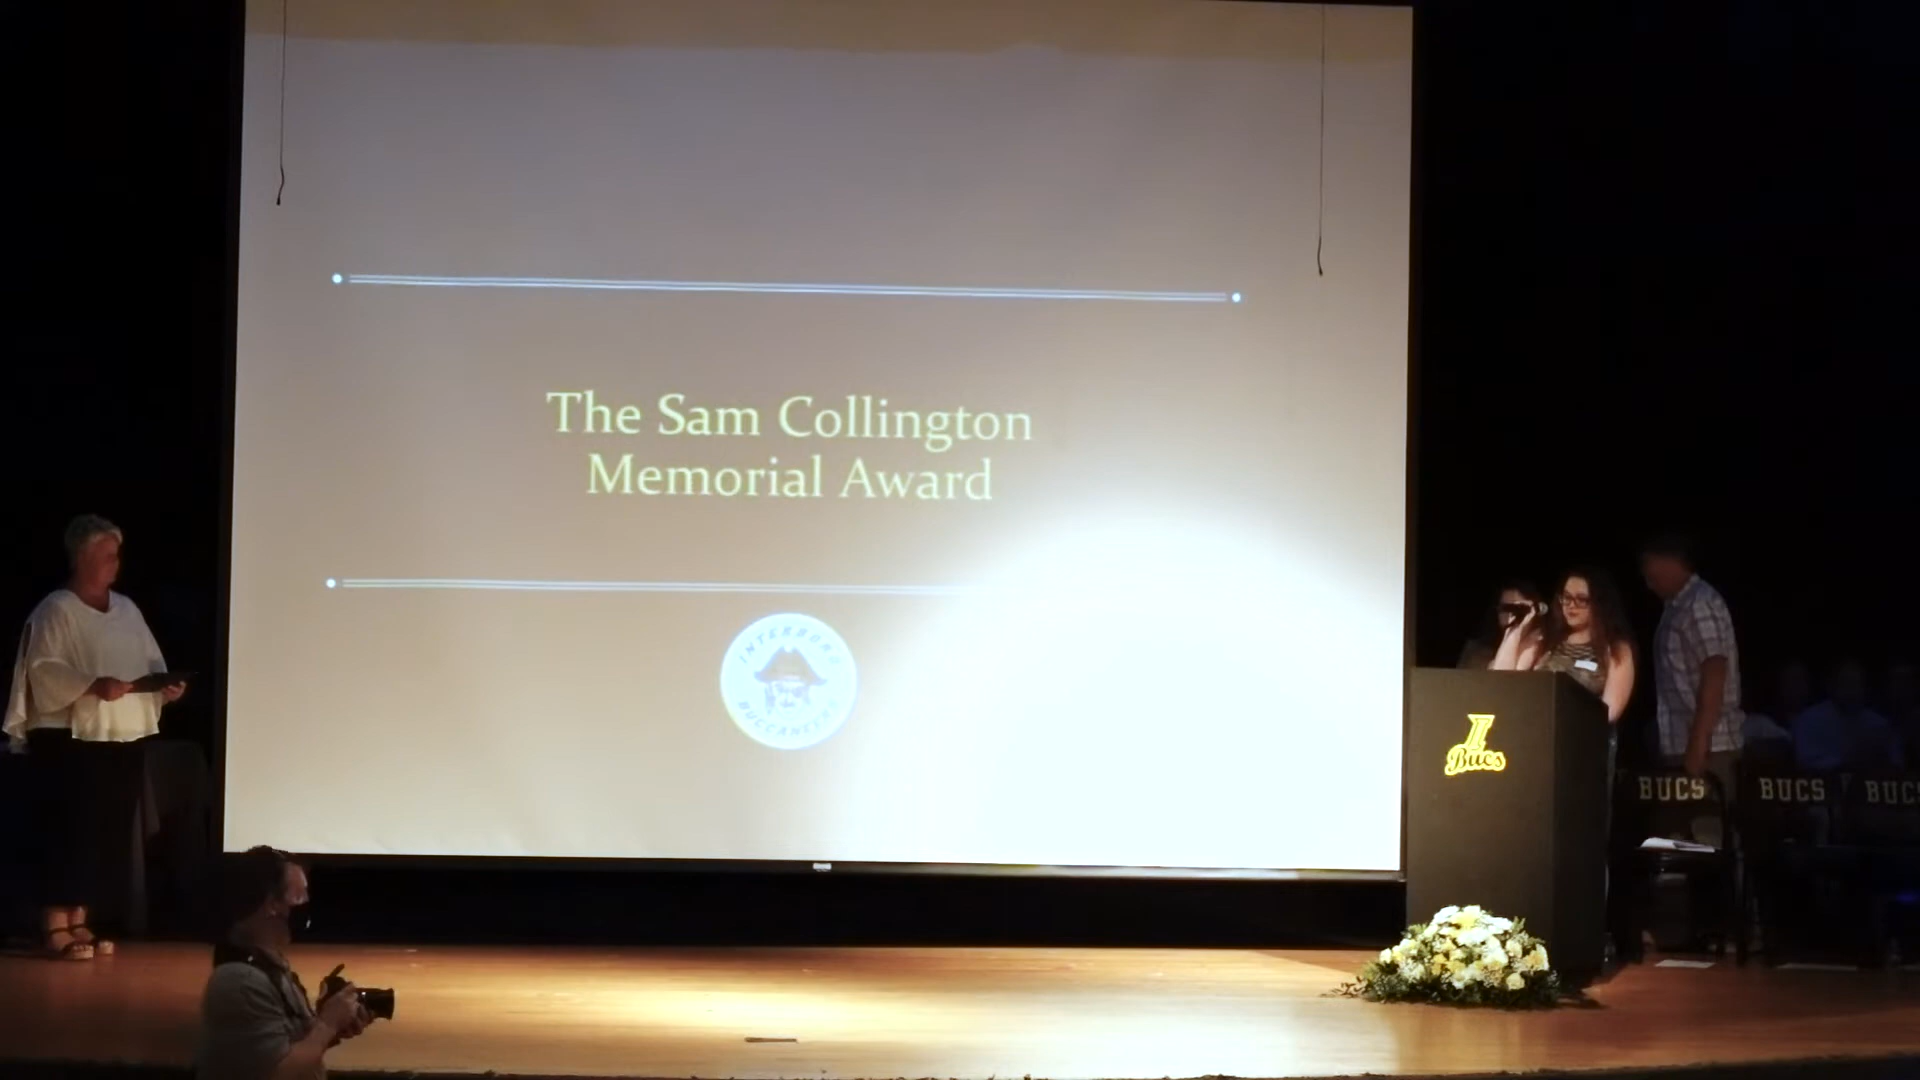 The Sam Collington
Memorial Award
INTERBORO
BUCCANEERS
I
Bucs
BUCS
BUCS
BUCS